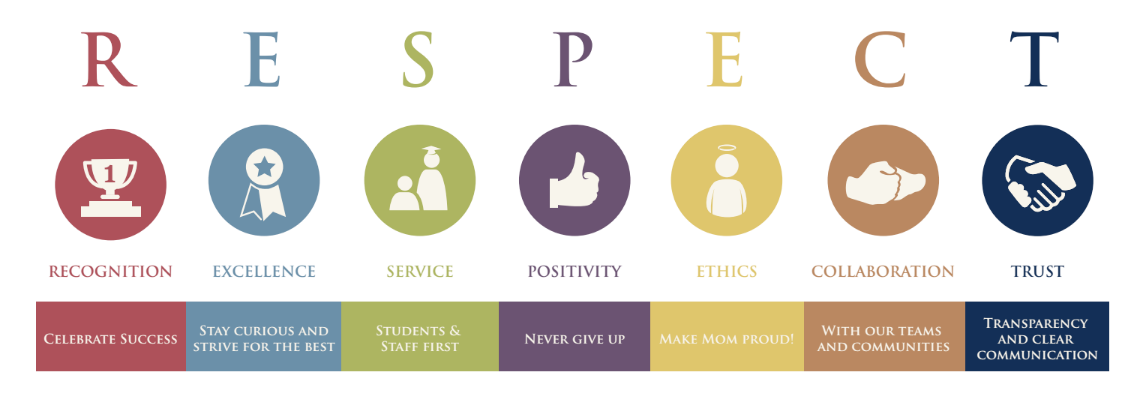 R E S P E C T
1
RECOGNITION EXCELLENCE SERVICE POSITIVITY ETHICS COLLABORATION TRUST
CELEBRATE SUCCESS
STAY CURIOUS AND
STRIVE FOR THE BEST
STUDENTS &
STAFF FIRST
NEVER GIVE UP
MAKE MOM PROUD!
WITH OUR TEAMS
AND COMMUNITIES
TRANSPARENCY
AND CLEAR
COMMUNICATION